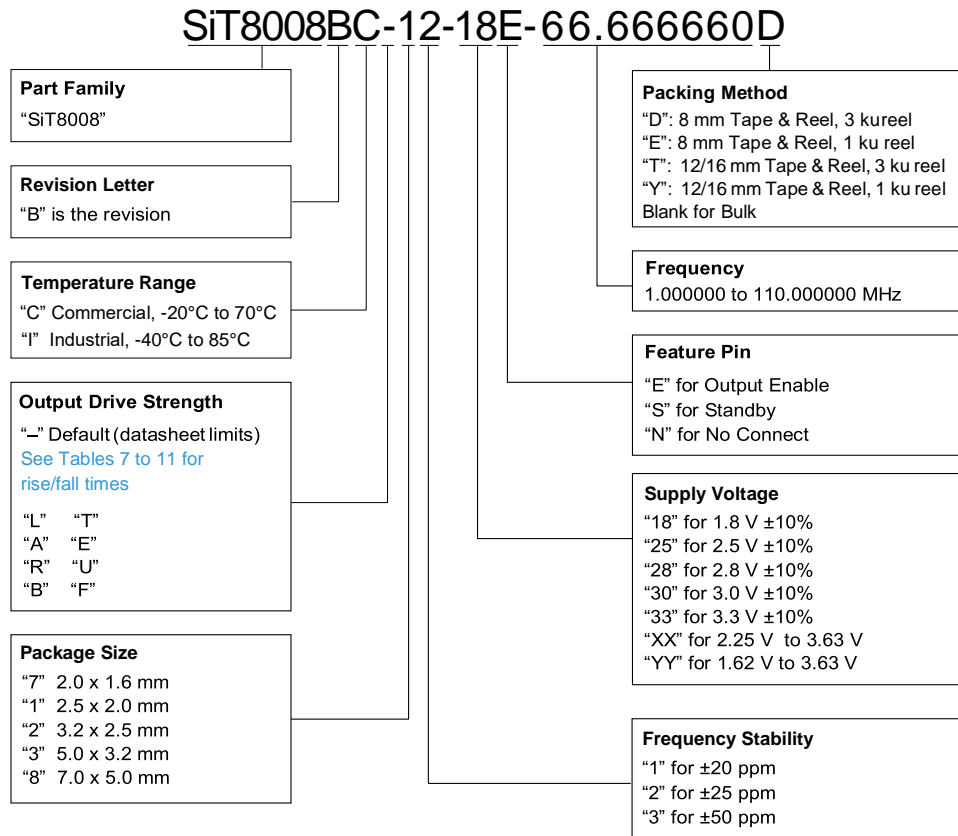 SiT8008BC-12-18E-66.666660D
Part Family
“SiT8008”
Revision Letter
“B” is the revision
Temperature Range
“C” Commercial, -20°C to 70°C
“I” Industrial, -40°C to 85°C
Output Drive Strength
“–” Default (datasheet limits)
See Tables 7 to 11 for
rise/fall times
“L” “T”
“A” “E”
“R” “U”
“B” “F”
Package Size
“7” 2.0 x 1.6 mm
“1” 2.5 x 2.0 mm
“2” 3.2 x 2.5 mm
“3” 5.0 x 3.2 mm
“8” 7.0 x 5.0 mm
Packing Method
“D”: 8 mm Tape & Reel, 3 ku reel
“E”: 8 mm Tape & Reel, 1 ku reel
“T”: 12/16 mm Tape & Reel, 3 ku reel
“Y”: 12/16 mm Tape & Reel, 1 ku reel
Blank for Bulk
Frequency
1.000000 to 110.000000 MHz
Feature Pin
“E” for Output Enable
“S” for Standby
“N” for No Connect
Supply Voltage
“18” for 1.8 V ±10%
“25” for 2.5 V ±10%
“28” for 2.8 V ±10%
“30” for 3.0 V ±10%
“33” for 3.3 V ±10%
“XX” for 2.25 V to 3.63 V
“YY” for 1.62 V to 3.63 V
Frequency Stability
“1” for ±20 ppm
“2” for ±25 ppm
“3” for ±50 ppm